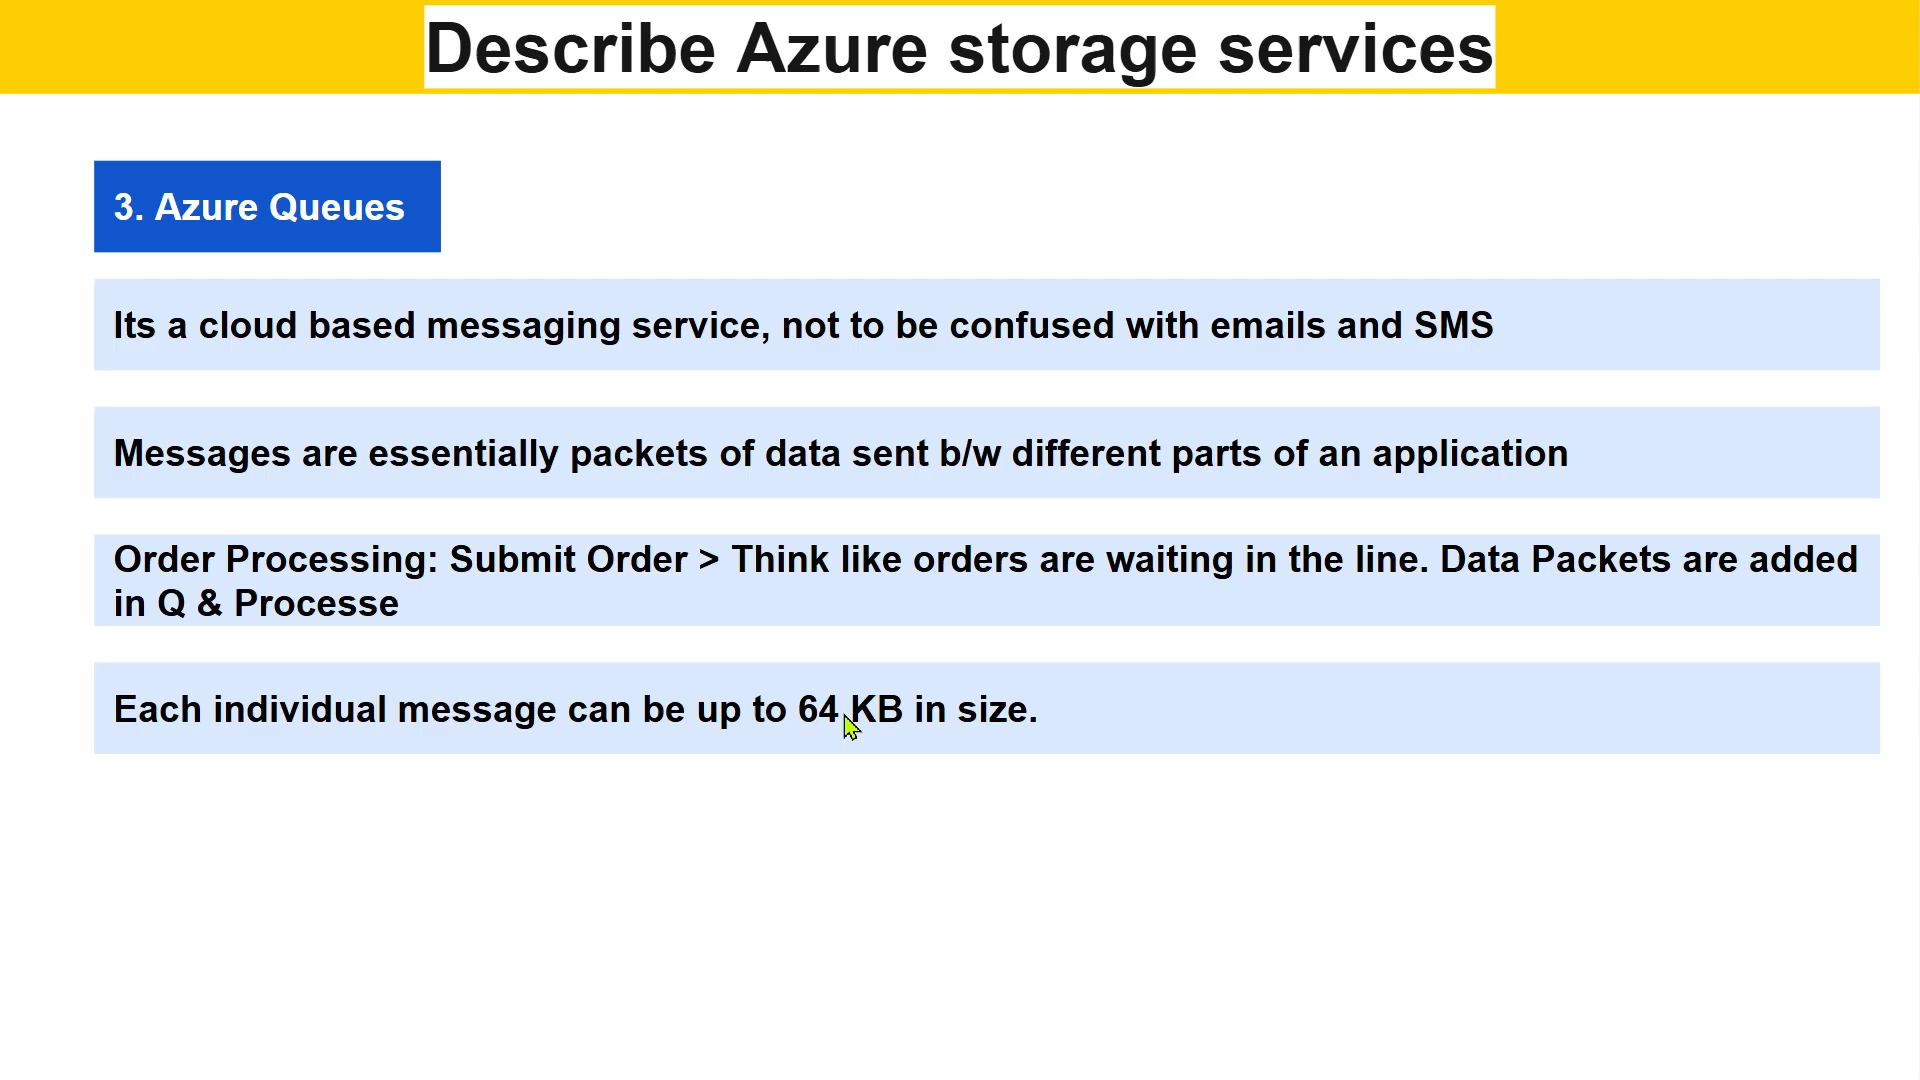 Describe Azure storage services
3. Azure Queues
Its a cloud based messaging service, not to be confused with emails and SMS
Messages are essentially packets of data sent b/w different parts of an application
Order Processing: Submit Order > Think like orders are waiting in the line. Data Packets are added
in Q & Processe
Each individual message can be up to 64 KB in size.